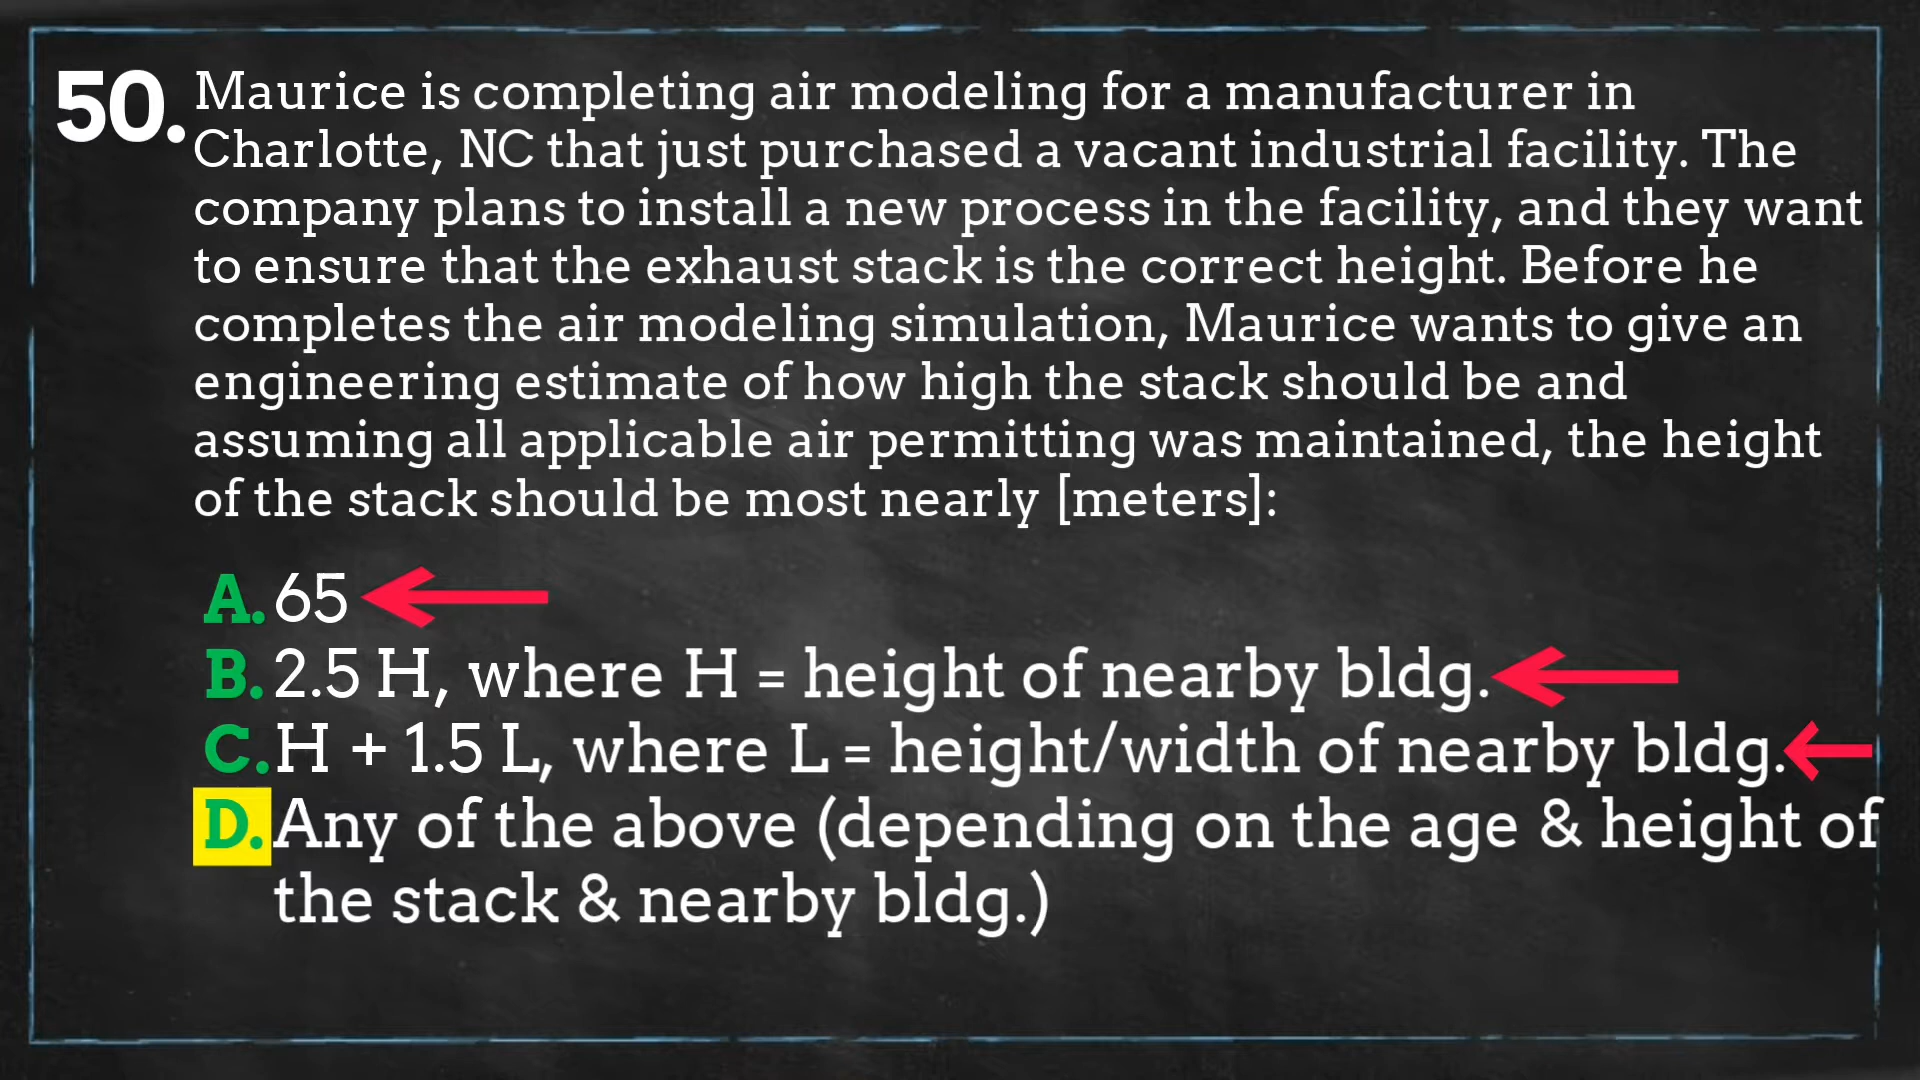 50. Maurice is completing air modeling for a manufacturer in
Charlotte, NC that just purchased a vacant industrial facility. The
company plans to install a new process in the facility, and they want
to ensure that the exhaust stack is the correct height. Before he
completes the air modeling simulation, Maurice wants to give an
engineering estimate of how high the stack should be and
assuming all applicable air permitting was maintained, the height
of the stack should be most nearly [meters]:
A. 65
B. 2.5 H, where H = height of nearby bldg.
C. H + 1.5 L, where L = height/width of nearby bldg.
D. Any of the above (depending on the age & height of
the stack & nearby bldg.)